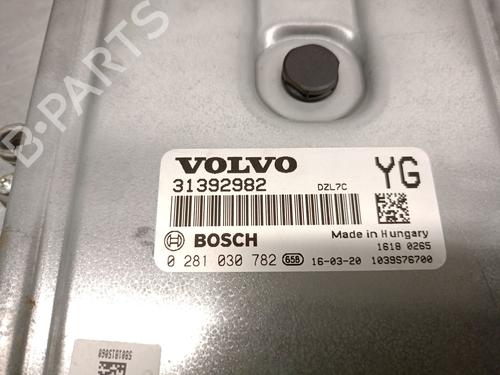 B-PARTS
VOLVO
31392982
DZL7C
YG
BOSCH
Made in Hungary
1618 0265
0 281 030 782 658 16-03-20 1039S76700